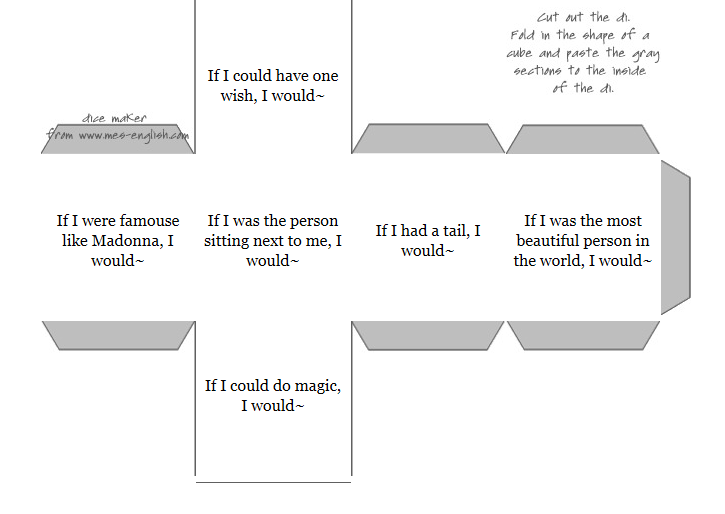 Cut out the di.
Fold in the shape of a
cube and paste the gray
sections to the inside
of the di.
If I could have one
wish, I would~
dice maker
from www.mes-english.com
If I were famouse
like Madonna, I
would~
If I was the person
sitting next to me, I
would~
If I had a tail, I
would~
If I was the most
beautiful person in
the world, I would~
If I could do magic,
I would~